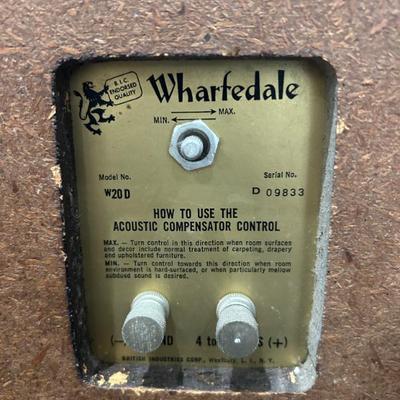 B.I.C.
ENDORSED
QUALITY
Wharfedale
MIN. MAX.
Model No. Serial No.
W20D D 09833
HOW TO USE THE
ACOUSTIC COMPENSATOR CONTROL
MAX. — Turn control in this direction when room surfaces
and decor include normal treatment of carpeting, drapery
and upholstered furniture.
MIN. — Turn control towards this direction when room
environment is hard-surfaced, or when particularly mellow
subdued sound is desired.
(-) ND 4 to S (+)
BRITISH INDUSTRIES CORP., Westbury, L. I., N. Y.